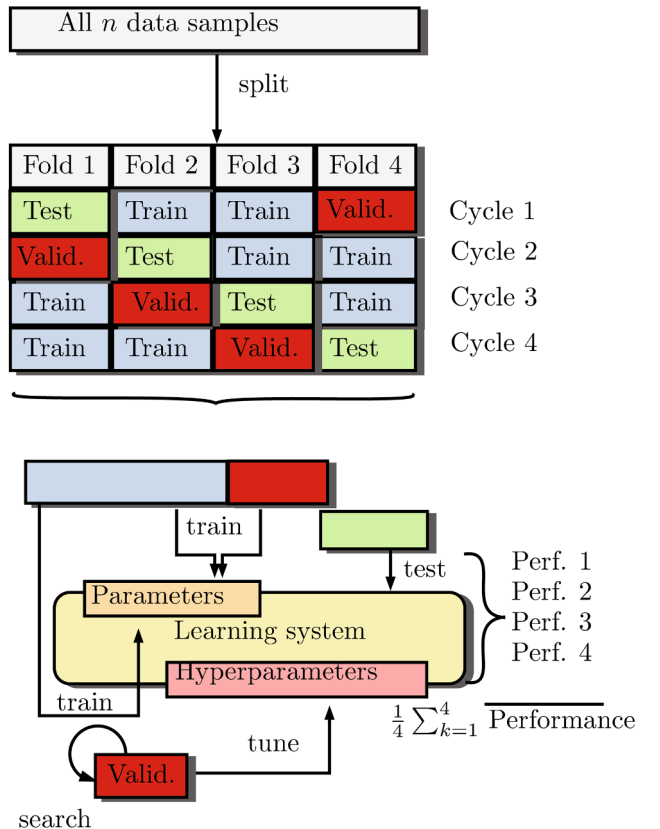 All n data samples
split
Fold 1 Fold 2 Fold 3 Fold 4
Test Train Train Valid. Cycle 1
Valid. Test Train Train Cycle 2
Train Valid. Test Train Cycle 3
Train Train Valid. Test Cycle 4
train
test
Parameters
Learning system
Hyperparameters
Perf. 1
Perf. 2
Perf. 3
Perf. 4
train
1/4 ∑_{k=1}^{4} Performance
tune
Valid.
search